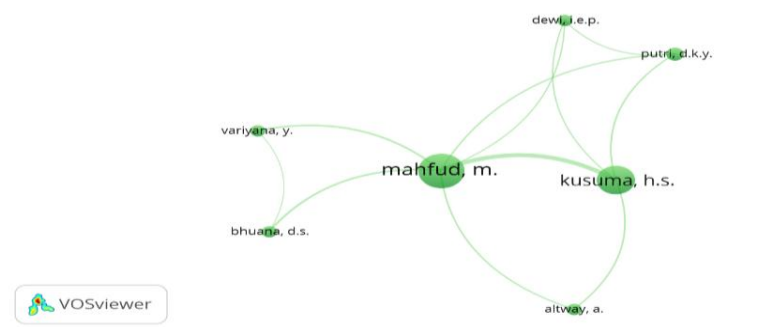 dewi, i.e.p.
putri, d.k.y.
variyana, y.
mahfud, m.
kusuma, h.s.
bhuana, d.s.
altway, a.
VOSviewer